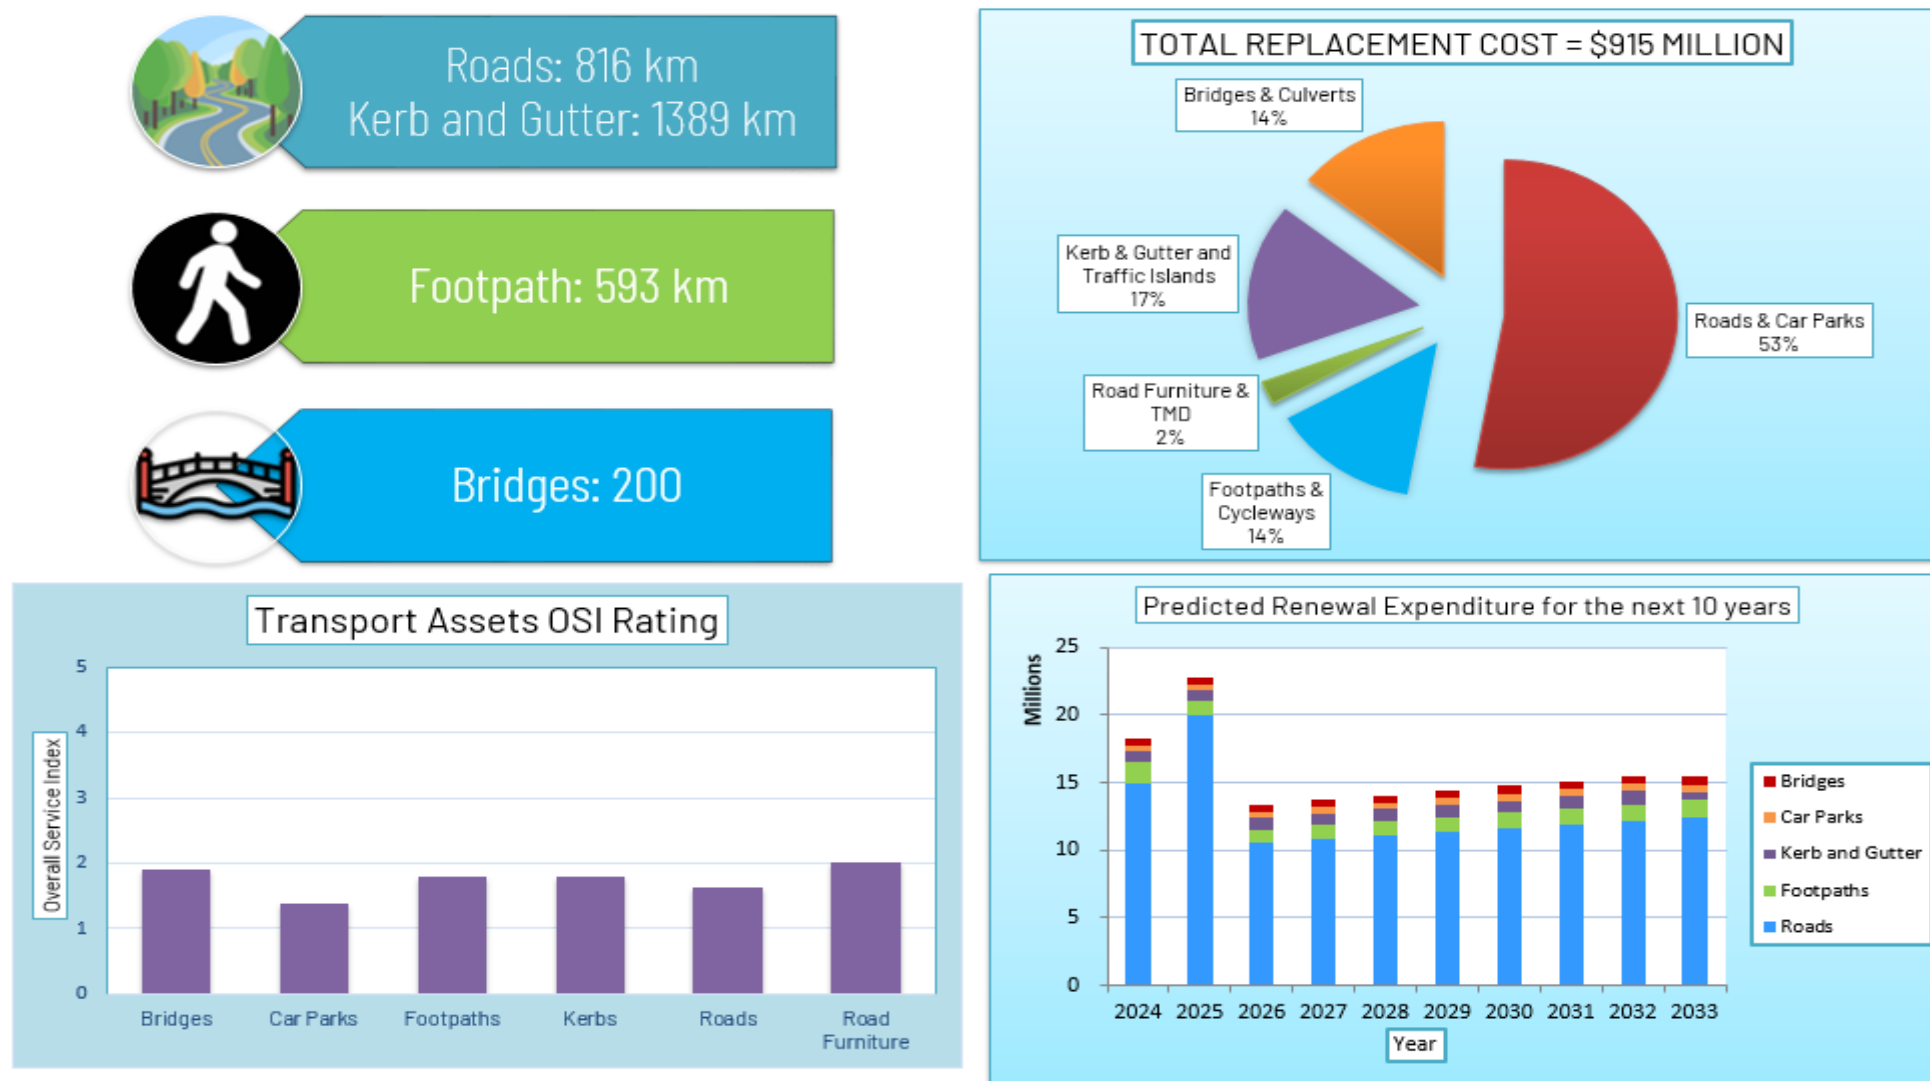 Roads: 816 km
Kerb and Gutter: 1389 km
Footpath: 593 km
Bridges: 200
TOTAL REPLACEMENT COST = $915 MILLION
Bridges & Culverts
14%
Kerb & Gutter and
Traffic Islands
17%
Road Furniture &
TMD
2%
Footpaths &
Cycleways
14%
Roads & Car Parks
53%
Transport Assets OSI Rating
Overall Service Index
5
4
3
2
1
0
Bridges
Car Parks
Footpaths
Kerbs
Roads
Road
Furniture
Predicted Renewal Expenditure for the next 10 years
Millions
25
20
15
10
5
0
2024 2025 2026 2027 2028 2029 2030 2031 2032 2033
Year
Bridges
Car Parks
Kerb and Gutter
Footpaths
Roads